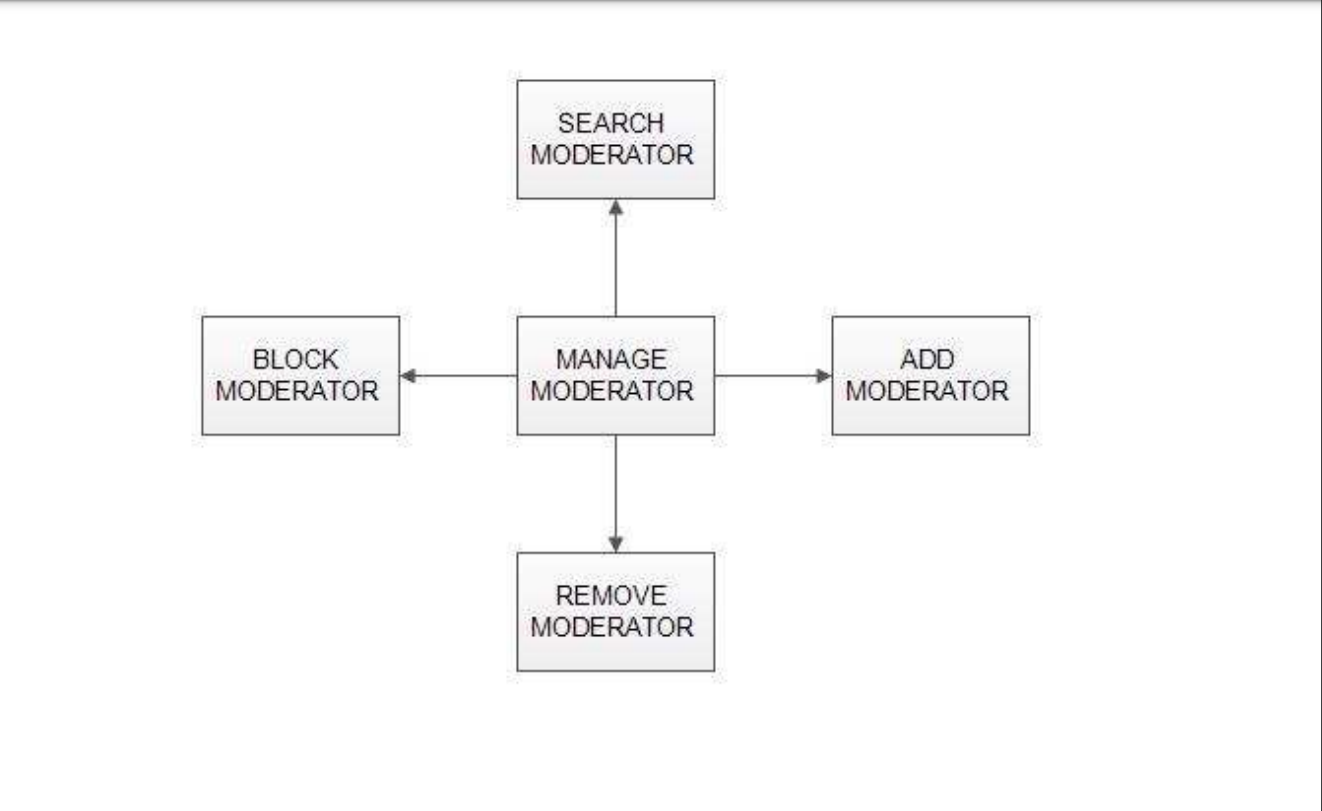 SEARCH
MODERATOR
BLOCK
MODERATOR
MANAGE
MODERATOR
ADD
MODERATOR
REMOVE
MODERATOR